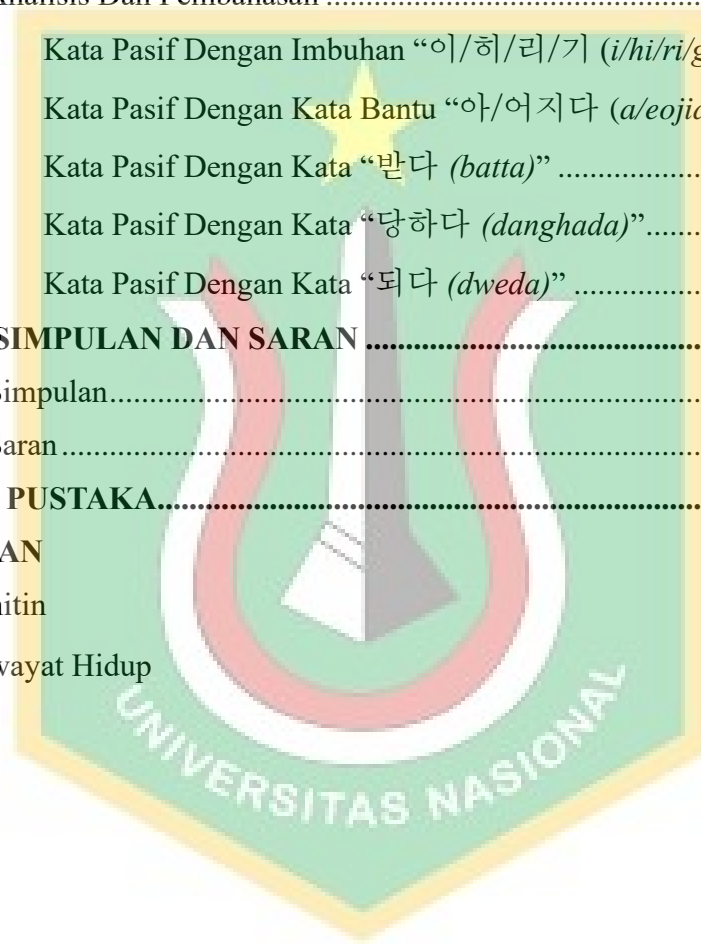 Analisis Dan Pembahasan ..............................
Kata Pasif Dengan Imbuhan “이/히/리/기 (i/hi/ri/g
Kata Pasif Dengan Kata Bantu “아/어지다 (a/eojid
Kata Pasif Dengan Kata “받다 (batta)” ....................
Kata Pasif Dengan Kata “당하다 (danghada)”........
Kata Pasif Dengan Kata “되다 (dweda)” ..................
SIMPULAN DAN SARAN ............................................
Simpulan..............................................................................
Saran ..............................................................................
PUSTAKA..............................................................................
AN
nitin
wayat Hidup
UNIVERSITAS NASIONAL